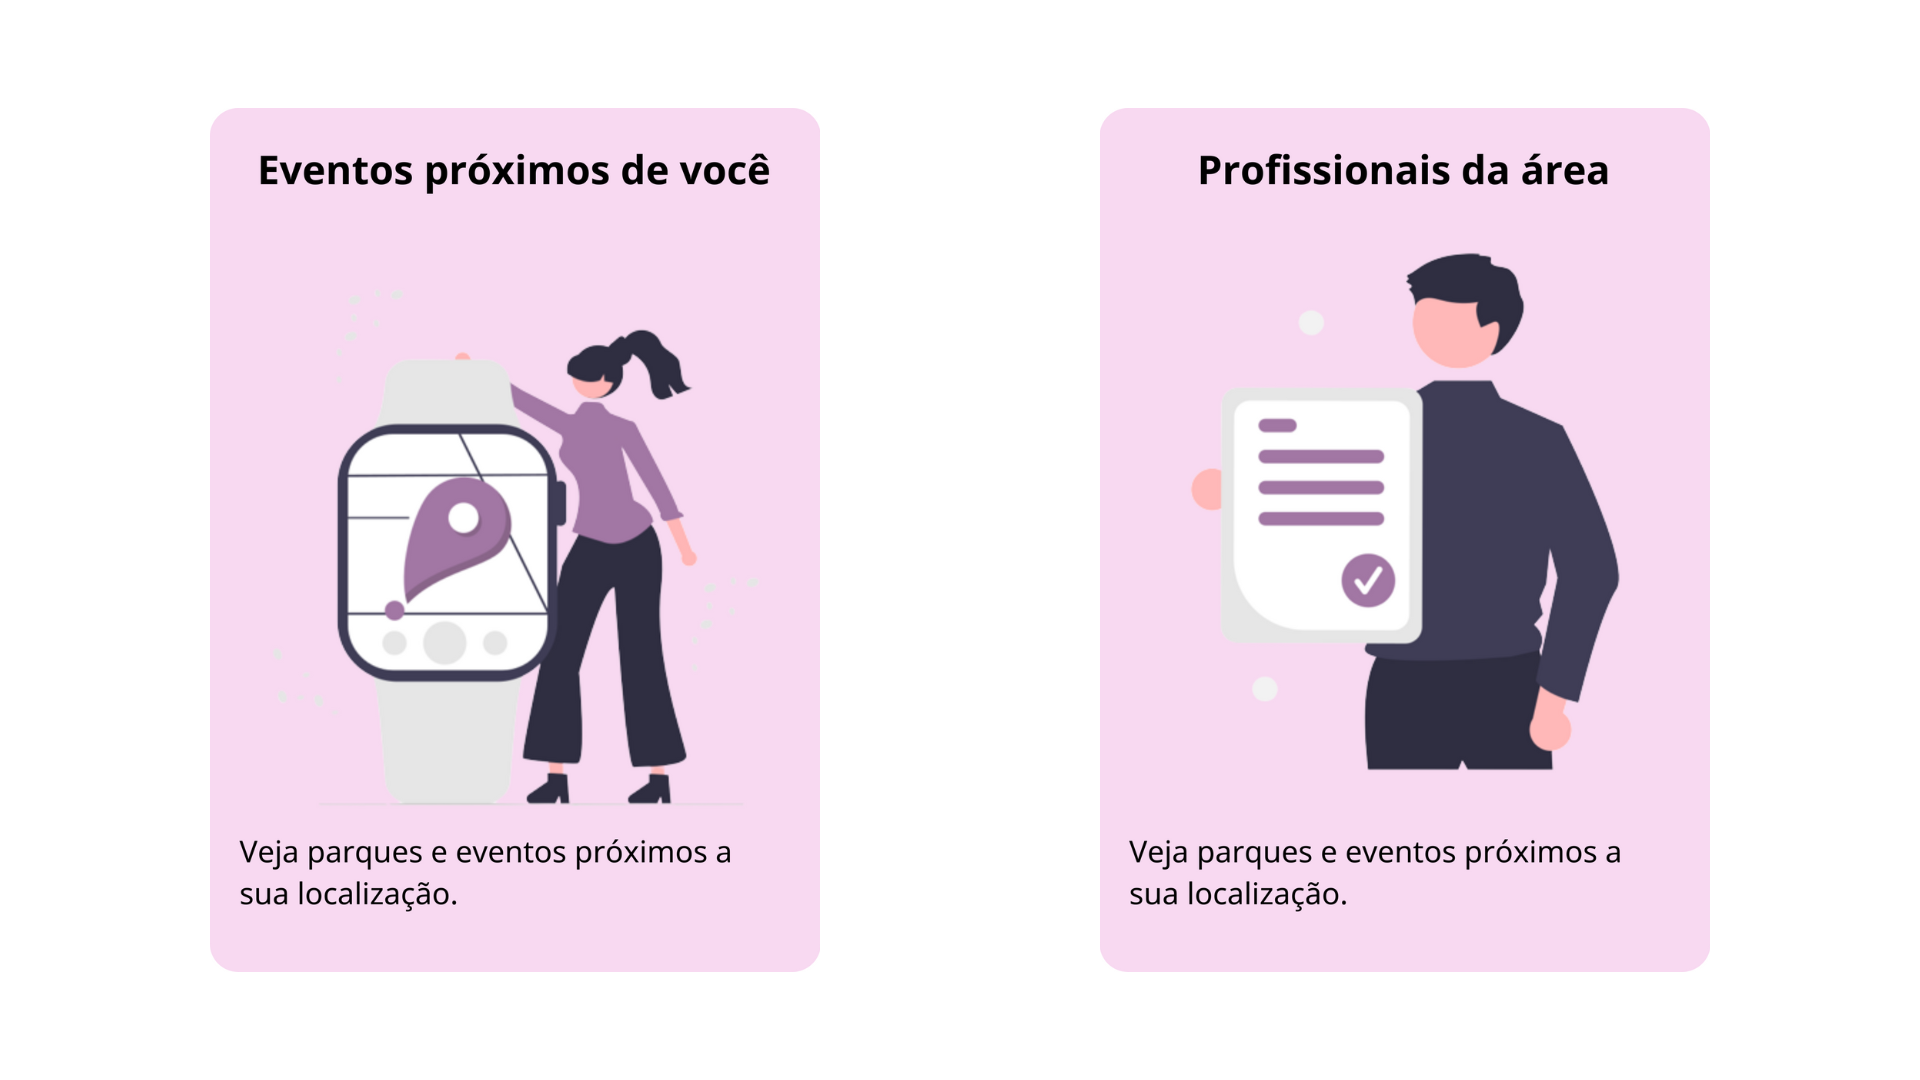 Eventos próximos de você
Veja parques e eventos próximos a
sua localização.
Profissionais da área
Veja parques e eventos próximos a
sua localização.